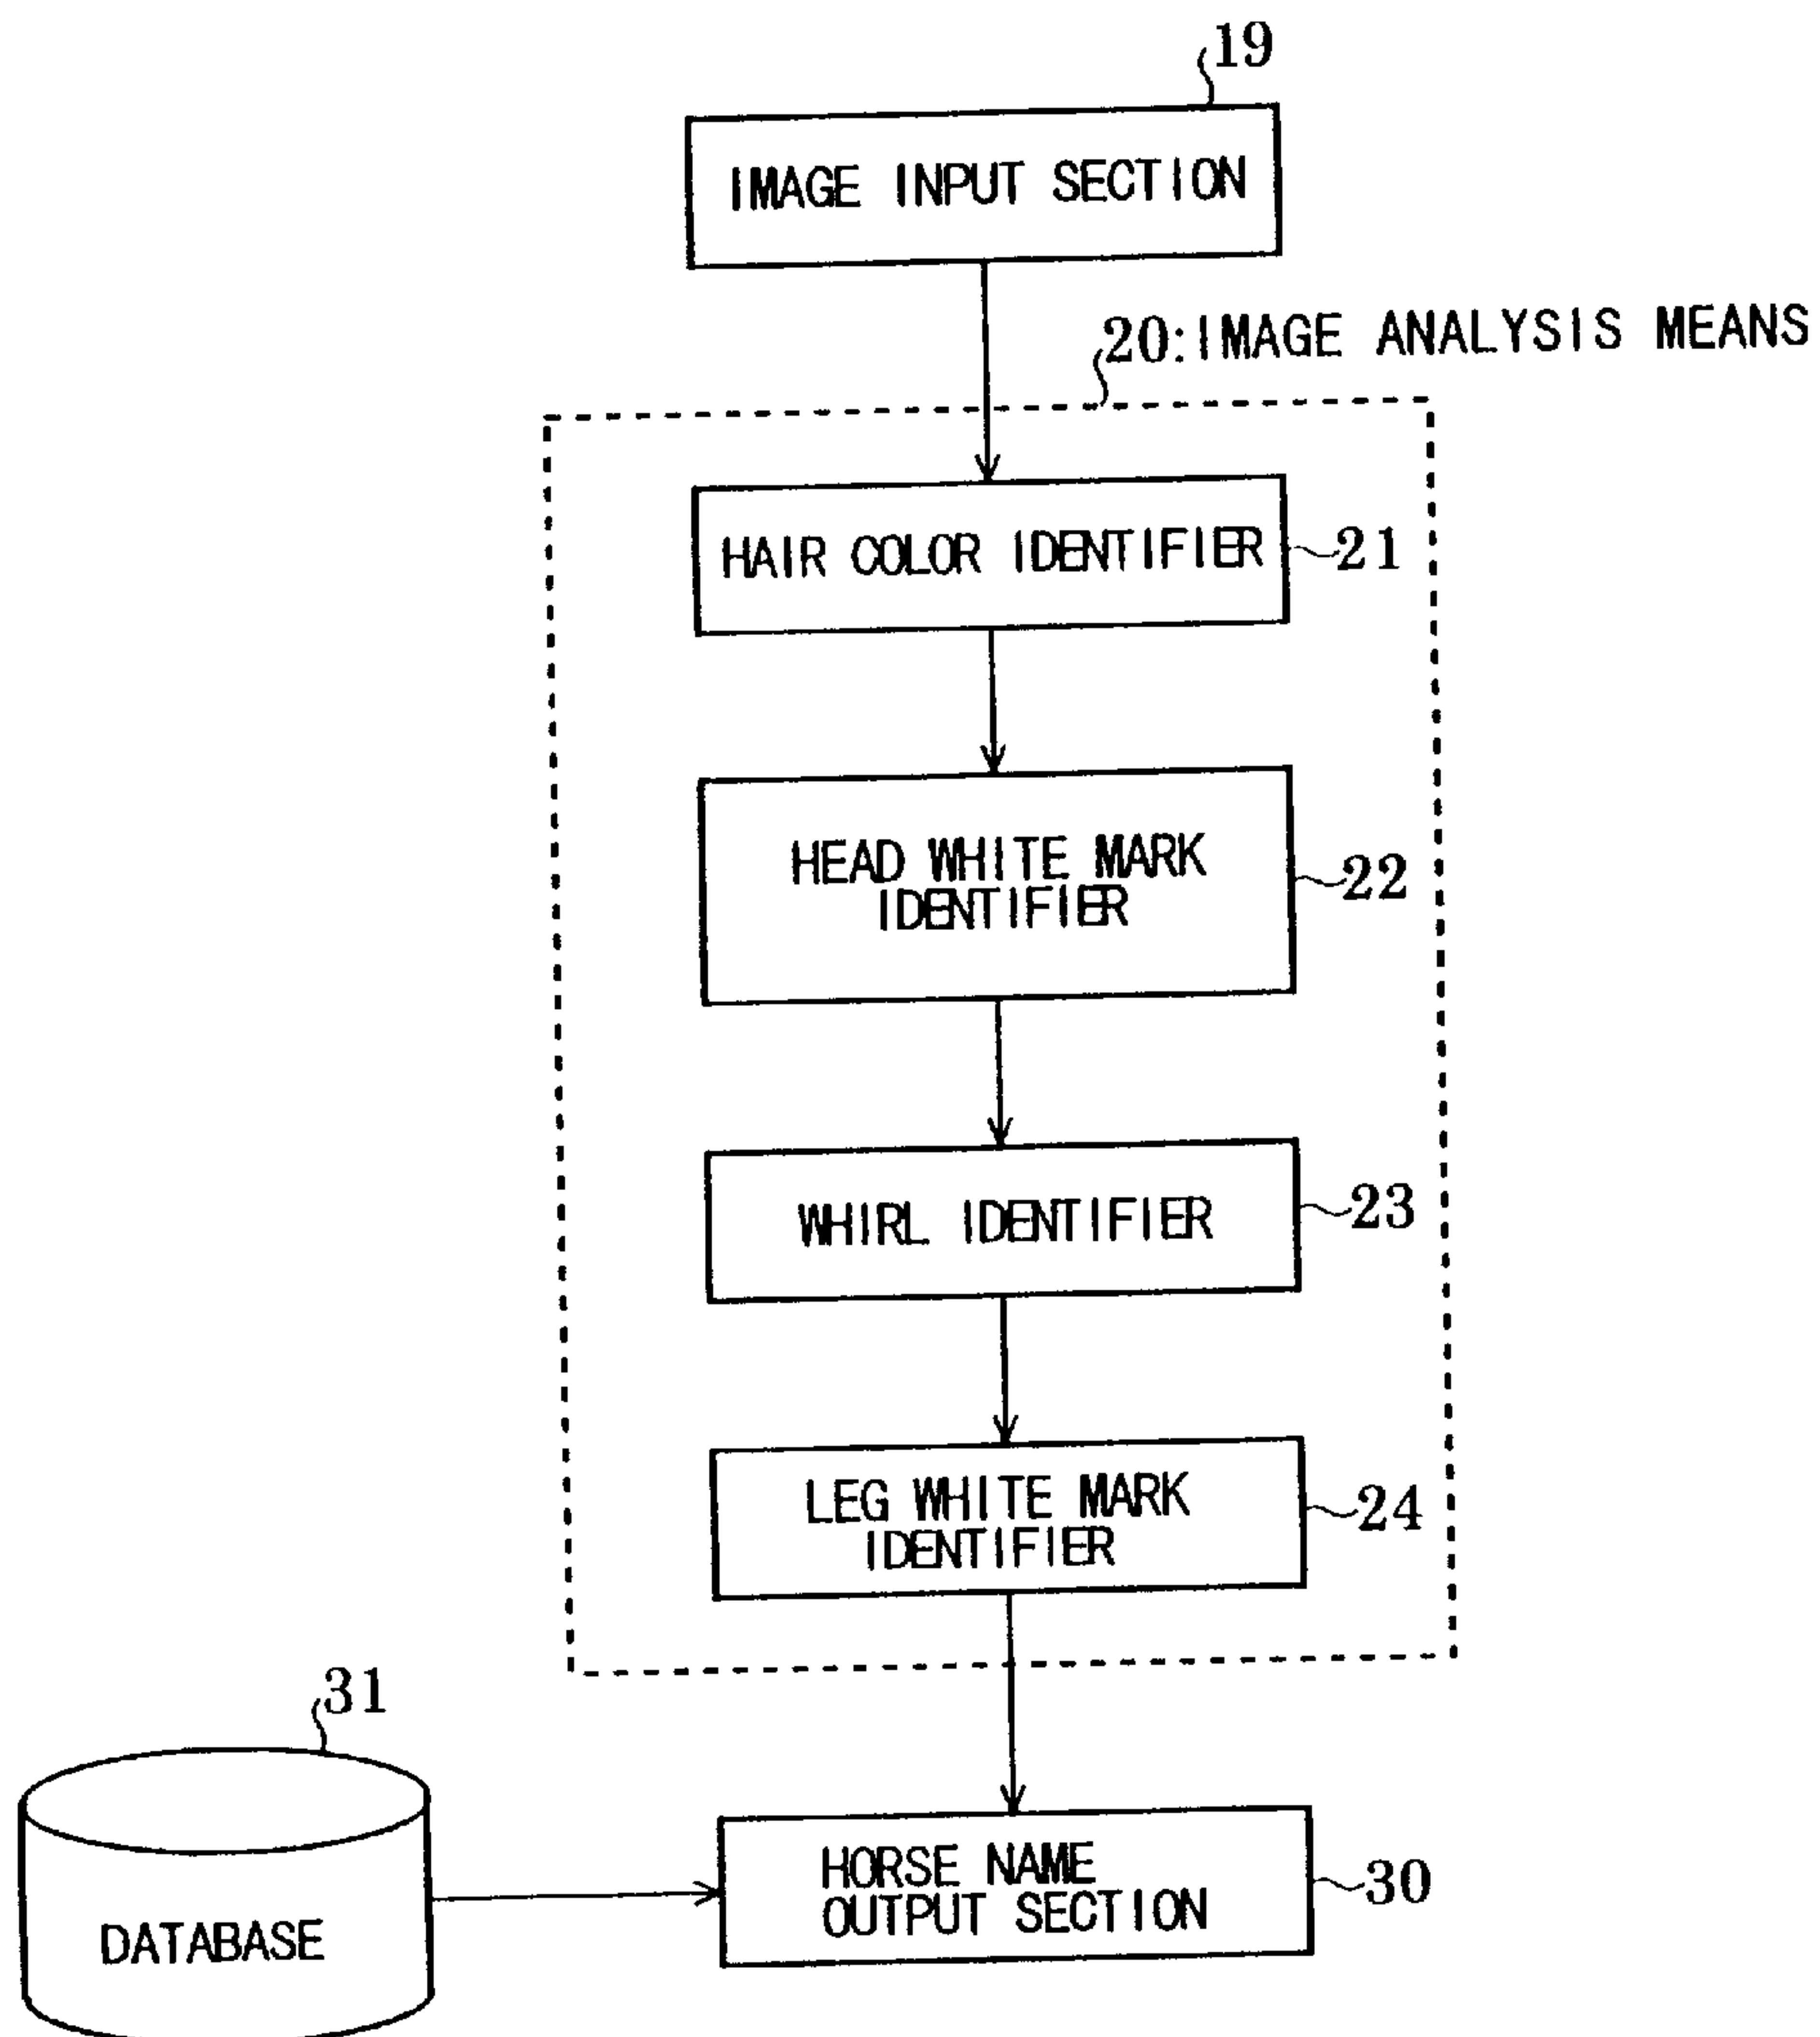 19
IMAGE INPUT SECTION
20:IMAGE ANALYSIS MEANS
HAIR COLOR IDENTIFIER
21
HEAD WHITE MARK
IDENTIFIER
22
WHIRL IDENTIFIER
23
LEG WHITE MARK
IDENTIFIER
24
31
DATABASE
HORSE NAME
OUTPUT SECTION
30